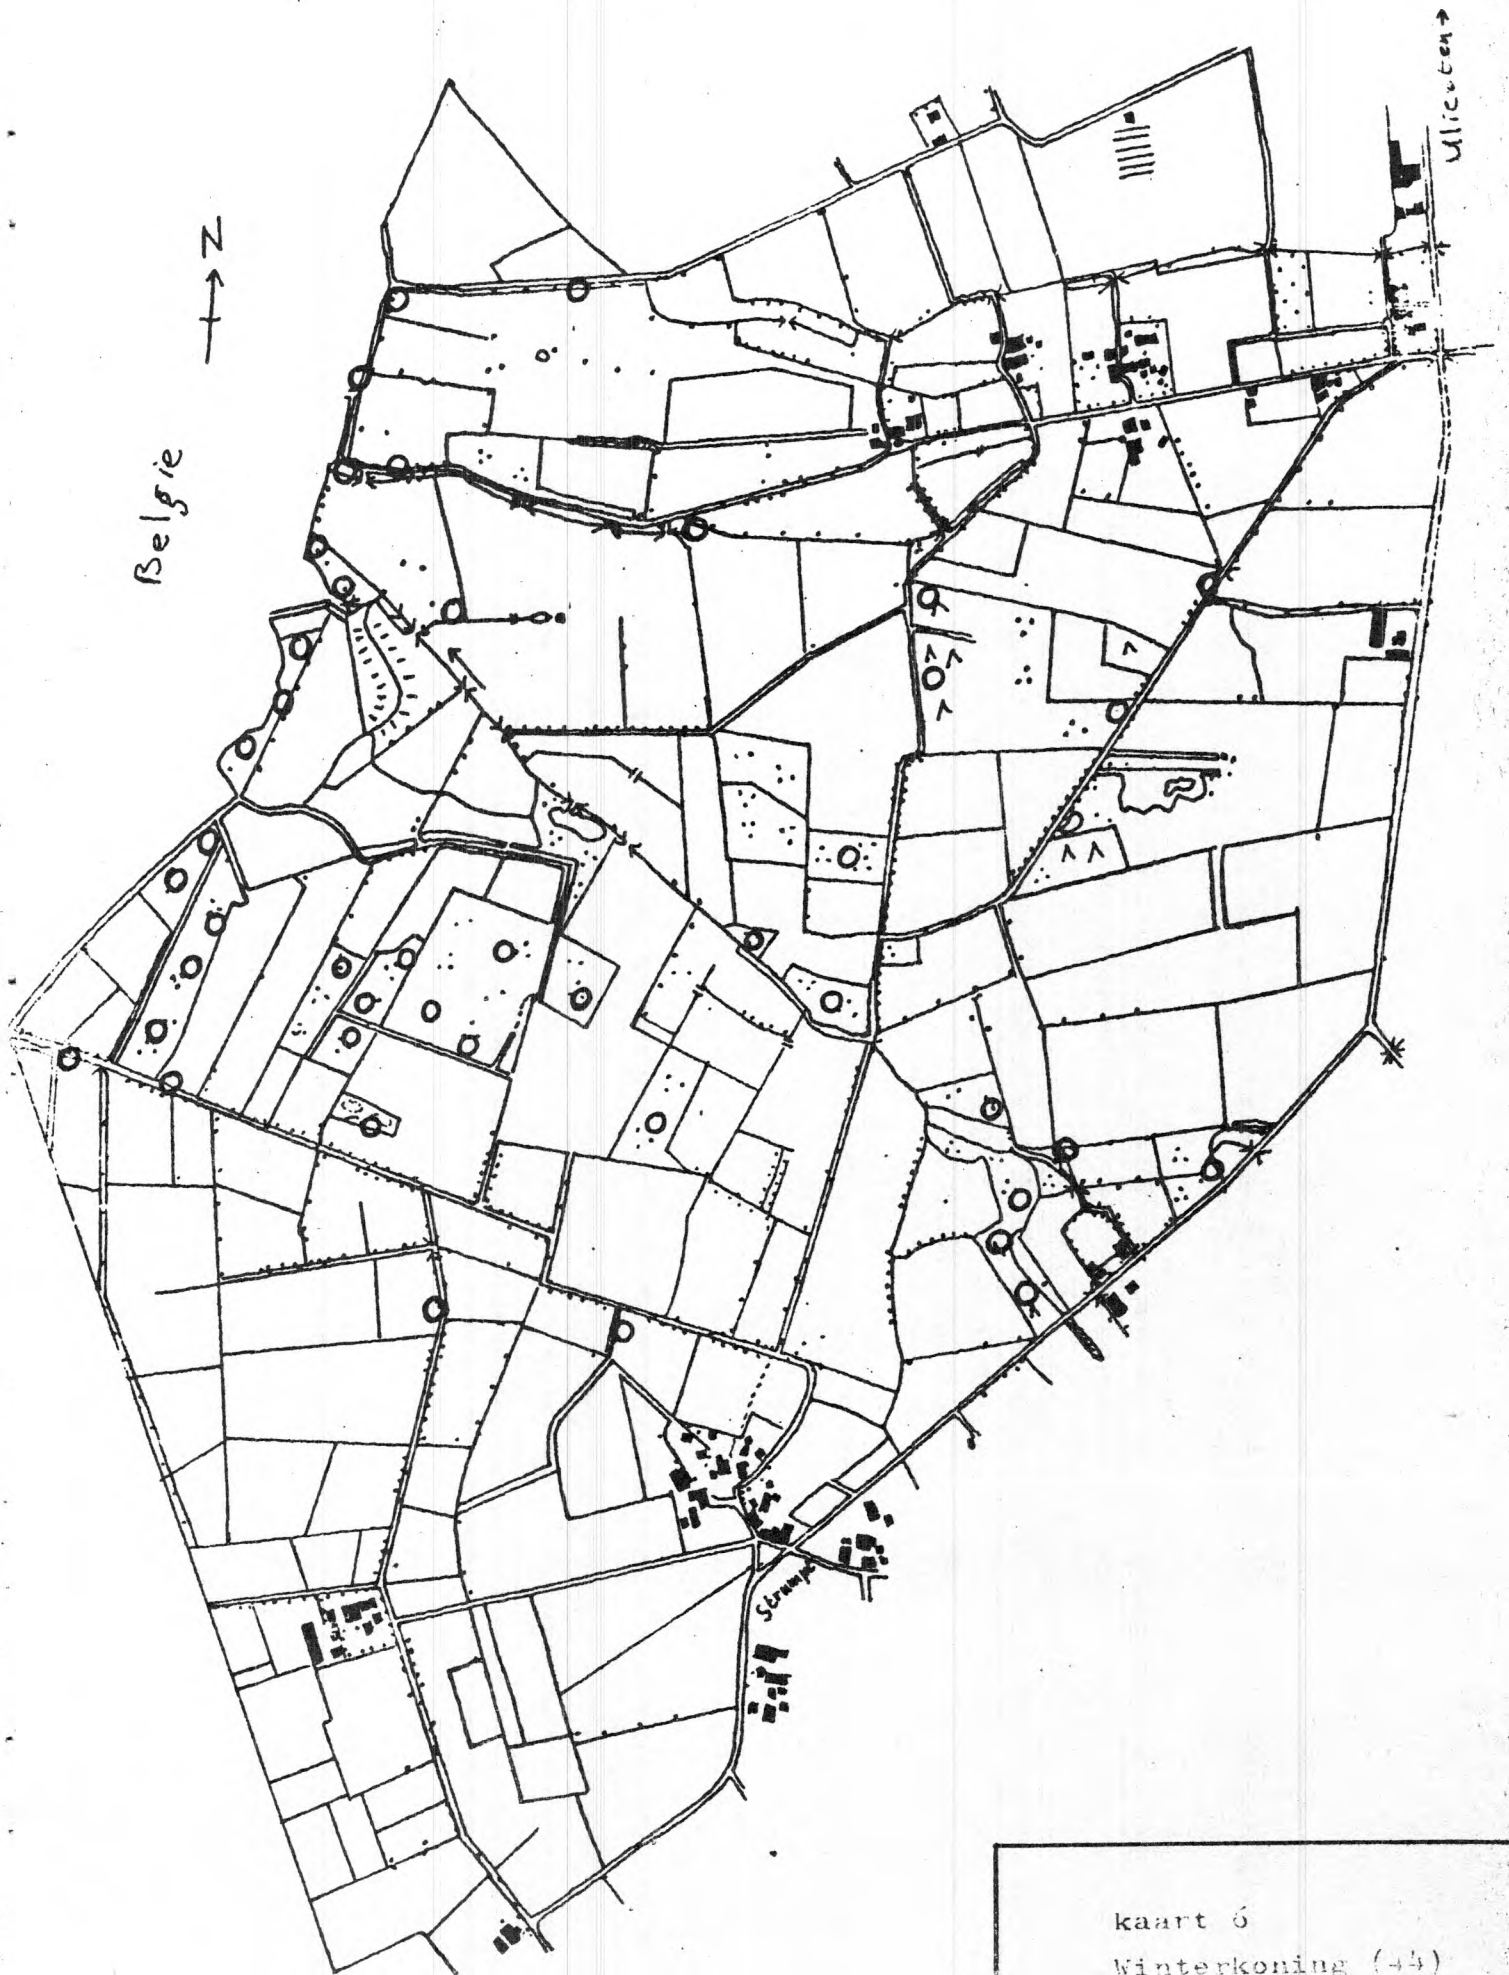 Ulicoten→
N
Belgie
Strumpt
kaart 6
Winterkoning (44)